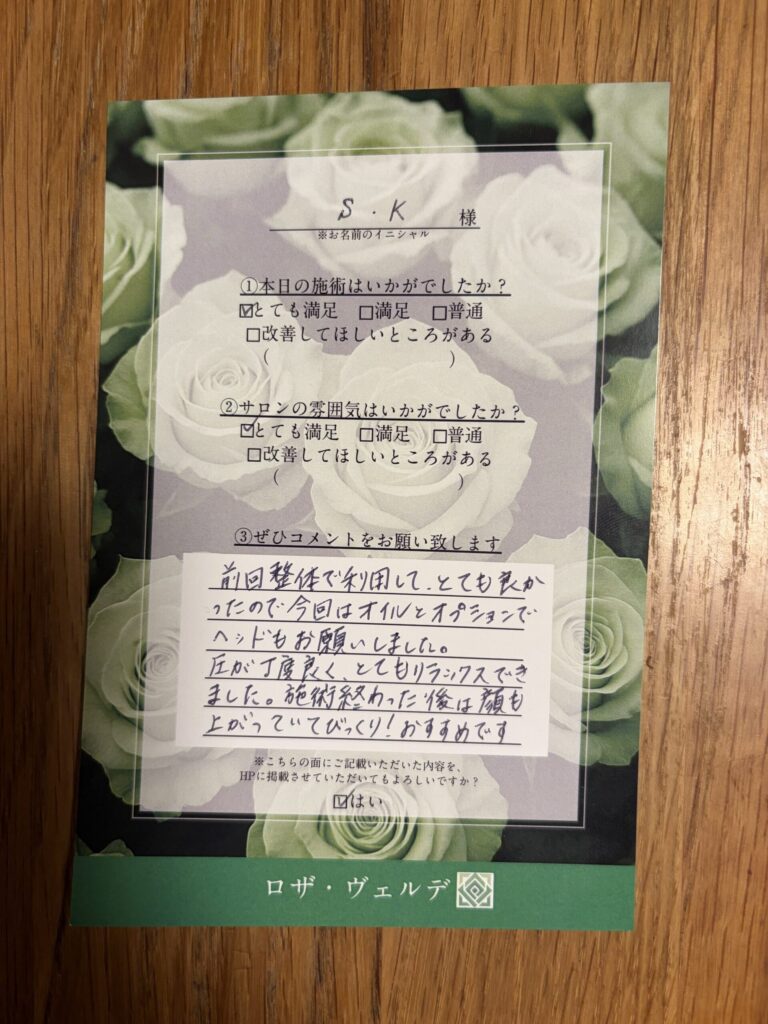 S.K 様
※お名前のイニシャル
①本日の施術はいかがでしたか？
☑とても満足 □満足 □普通
□改善してほしいところがある
( )
②サロンの雰囲気はいかがでしたか？
☑とても満足 □満足 □普通
□改善してほしいところがある
( )
③ぜひコメントをお願い致します
前回整体で利用して、とても良か
ったので今回はオイルとオプションで
ヘッドもお願いしました。
圧が丁度良く、とてもリラックスでき
ました。施術終わった後は顔も
上がっていてびっくり！おすすめです
※こちらの面にご記載いただいた内容を、
HPに掲載させていただいてもよろしいですか？
☑はい
ロザ・ヴェルデ